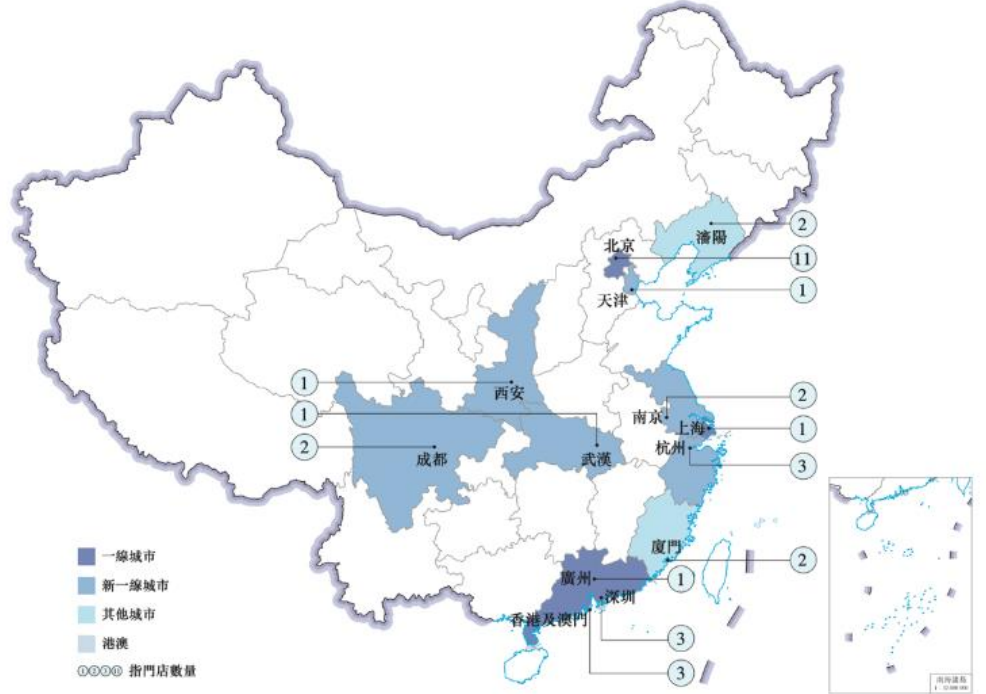 瀋陽
2
北京
11
天津
1
1
西安
1
南京
2
上海
1
武漢
2
成都
杭州
3
廈門
2
廣州
1
深圳
香港及澳門
3
3
一線城市
新一線城市
其他城市
港澳
①②③⑪ 指門店數量
南海諸島